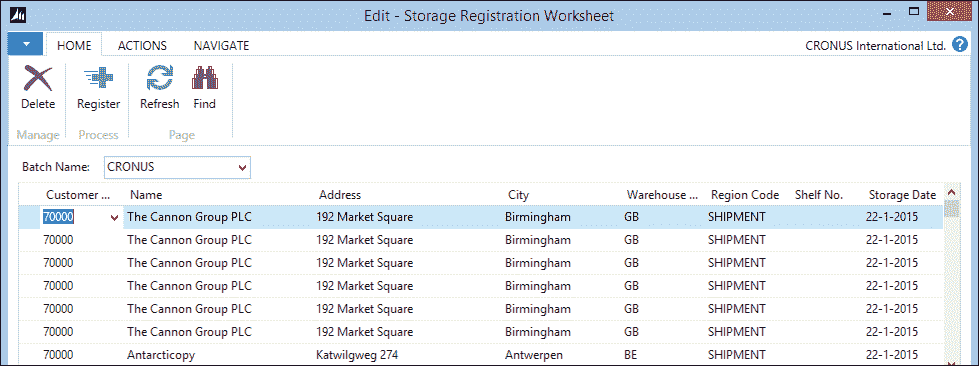 Edit - Storage Registration Worksheet
HOME ACTIONS NAVIGATE CRONUS International Ltd. ?
Delete Register Refresh Find
Manage Process Page
Batch Name: CRONUS
Customer ... Name Address City Warehouse ... Region Code Shelf No. Storage Date
70000 The Cannon Group PLC 192 Market Square Birmingham GB SHIPMENT 22-1-2015
70000 The Cannon Group PLC 192 Market Square Birmingham GB SHIPMENT 22-1-2015
70000 The Cannon Group PLC 192 Market Square Birmingham GB SHIPMENT 22-1-2015
70000 The Cannon Group PLC 192 Market Square Birmingham GB SHIPMENT 22-1-2015
70000 The Cannon Group PLC 192 Market Square Birmingham GB SHIPMENT 22-1-2015
70000 The Cannon Group PLC 192 Market Square Birmingham GB SHIPMENT 22-1-2015
70000 Antarcticopy Katwilgweg 274 Antwerpen BE SHIPMENT 22-1-2015